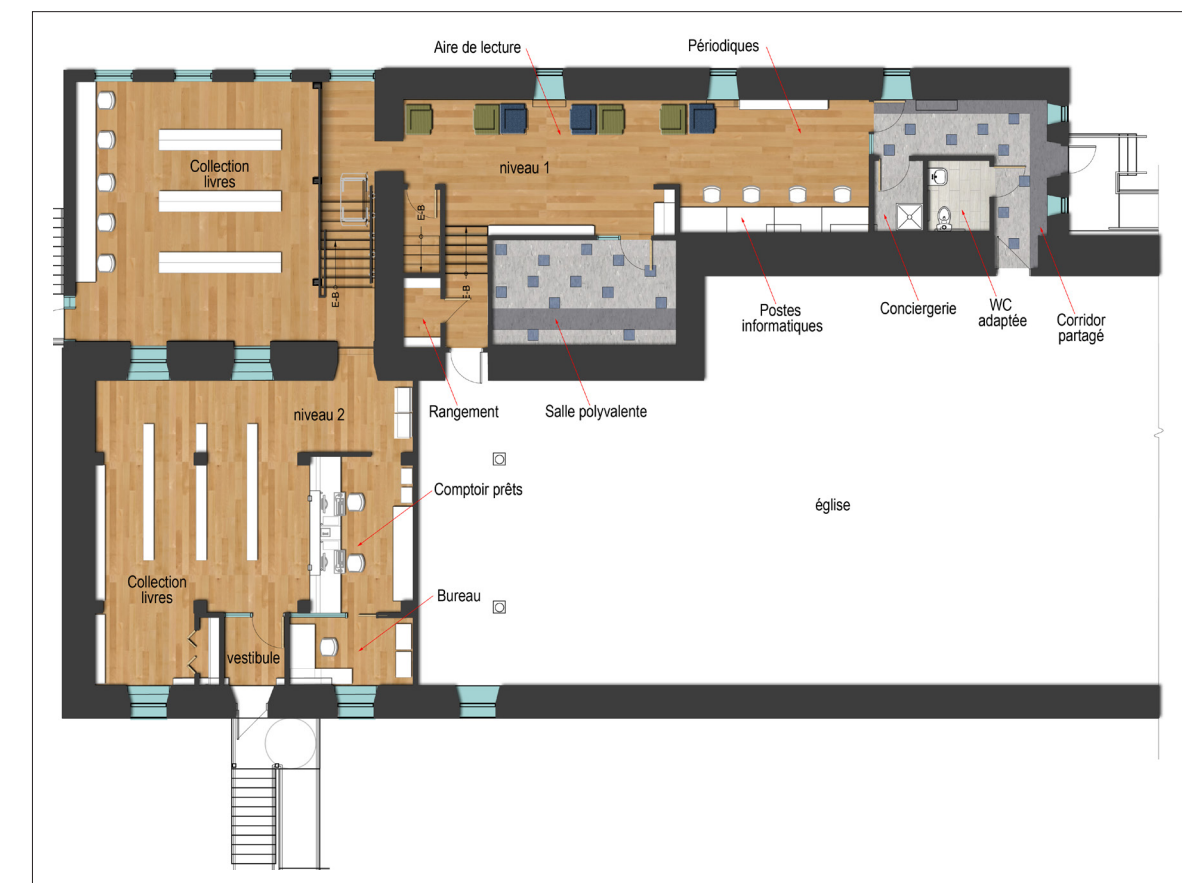 Aire de lecture
Périodiques
Collection
livres
niveau 1
E-B
E-B
E-B
Postes
informatiques
Conciergerie
WC
adaptée
Corridor
partagé
Rangement
Salle polyvalente
niveau 2
Comptoir prêts
église
Collection
livres
Bureau
vestibule